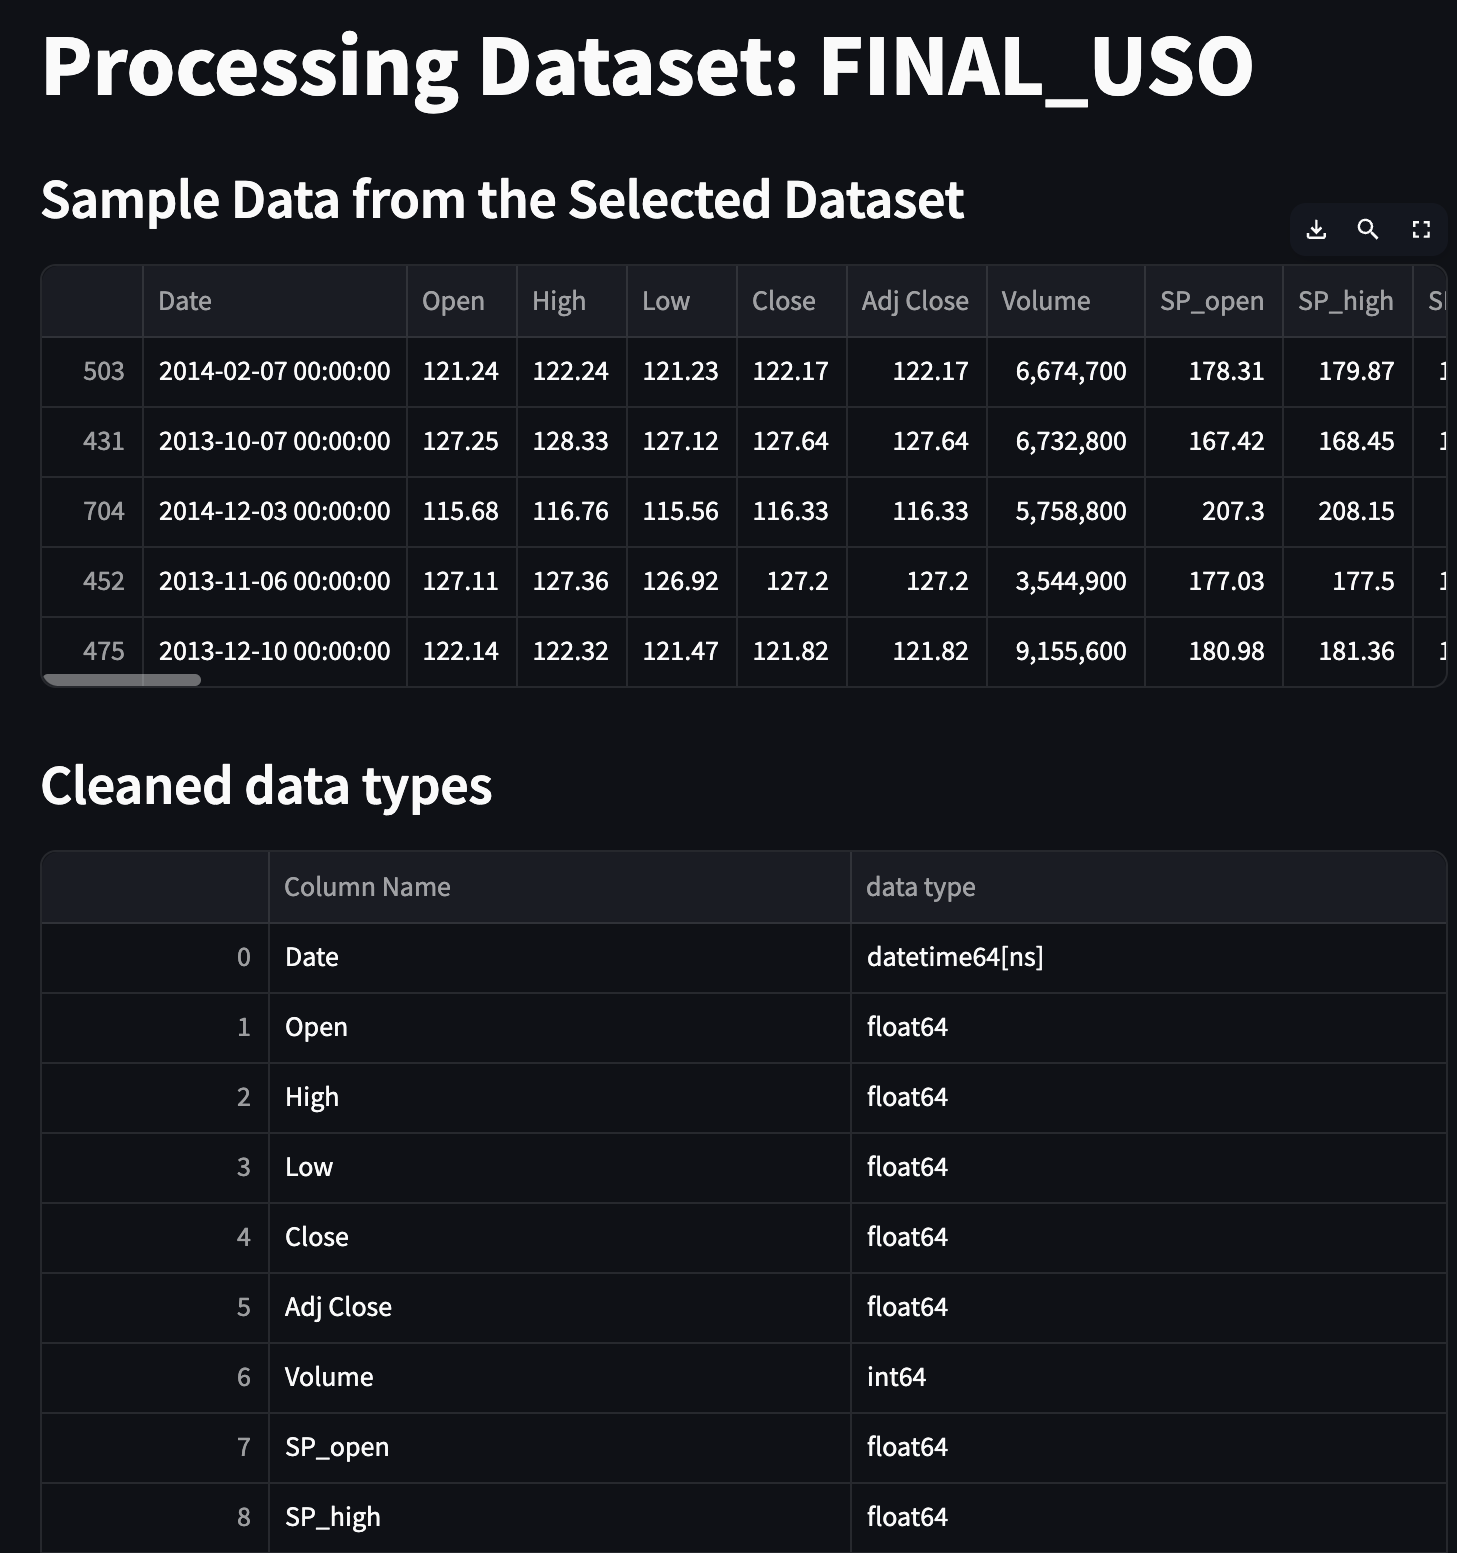 Processing Dataset: FINAL_USO
Sample Data from the Selected Dataset
Date Open High Low Close Adj Close Volume SP_open SP_high
503 2014-02-07 00:00:00 121.24 122.24 121.23 122.17 122.17 6,674,700 178.31 179.87
431 2013-10-07 00:00:00 127.25 128.33 127.12 127.64 127.64 6,732,800 167.42 168.45
704 2014-12-03 00:00:00 115.68 116.76 115.56 116.33 116.33 5,758,800 207.3 208.15
452 2013-11-06 00:00:00 127.11 127.36 126.92 127.2 127.2 3,544,900 177.03 177.5
475 2013-12-10 00:00:00 122.14 122.32 121.47 121.82 121.82 9,155,600 180.98 181.36
Cleaned data types
Column Name data type
0 Date datetime64[ns]
1 Open float64
2 High float64
3 Low float64
4 Close float64
5 Adj Close float64
6 Volume int64
7 SP_open float64
8 SP_high float64